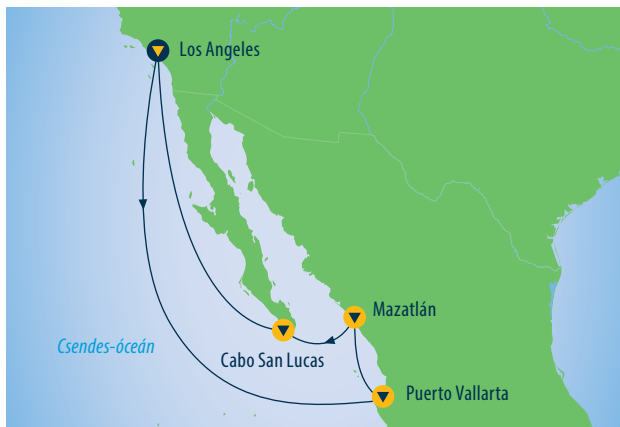 Los Angeles
Mazatlán
Csendes-óceán
Cabo San Lucas
Puerto Vallarta